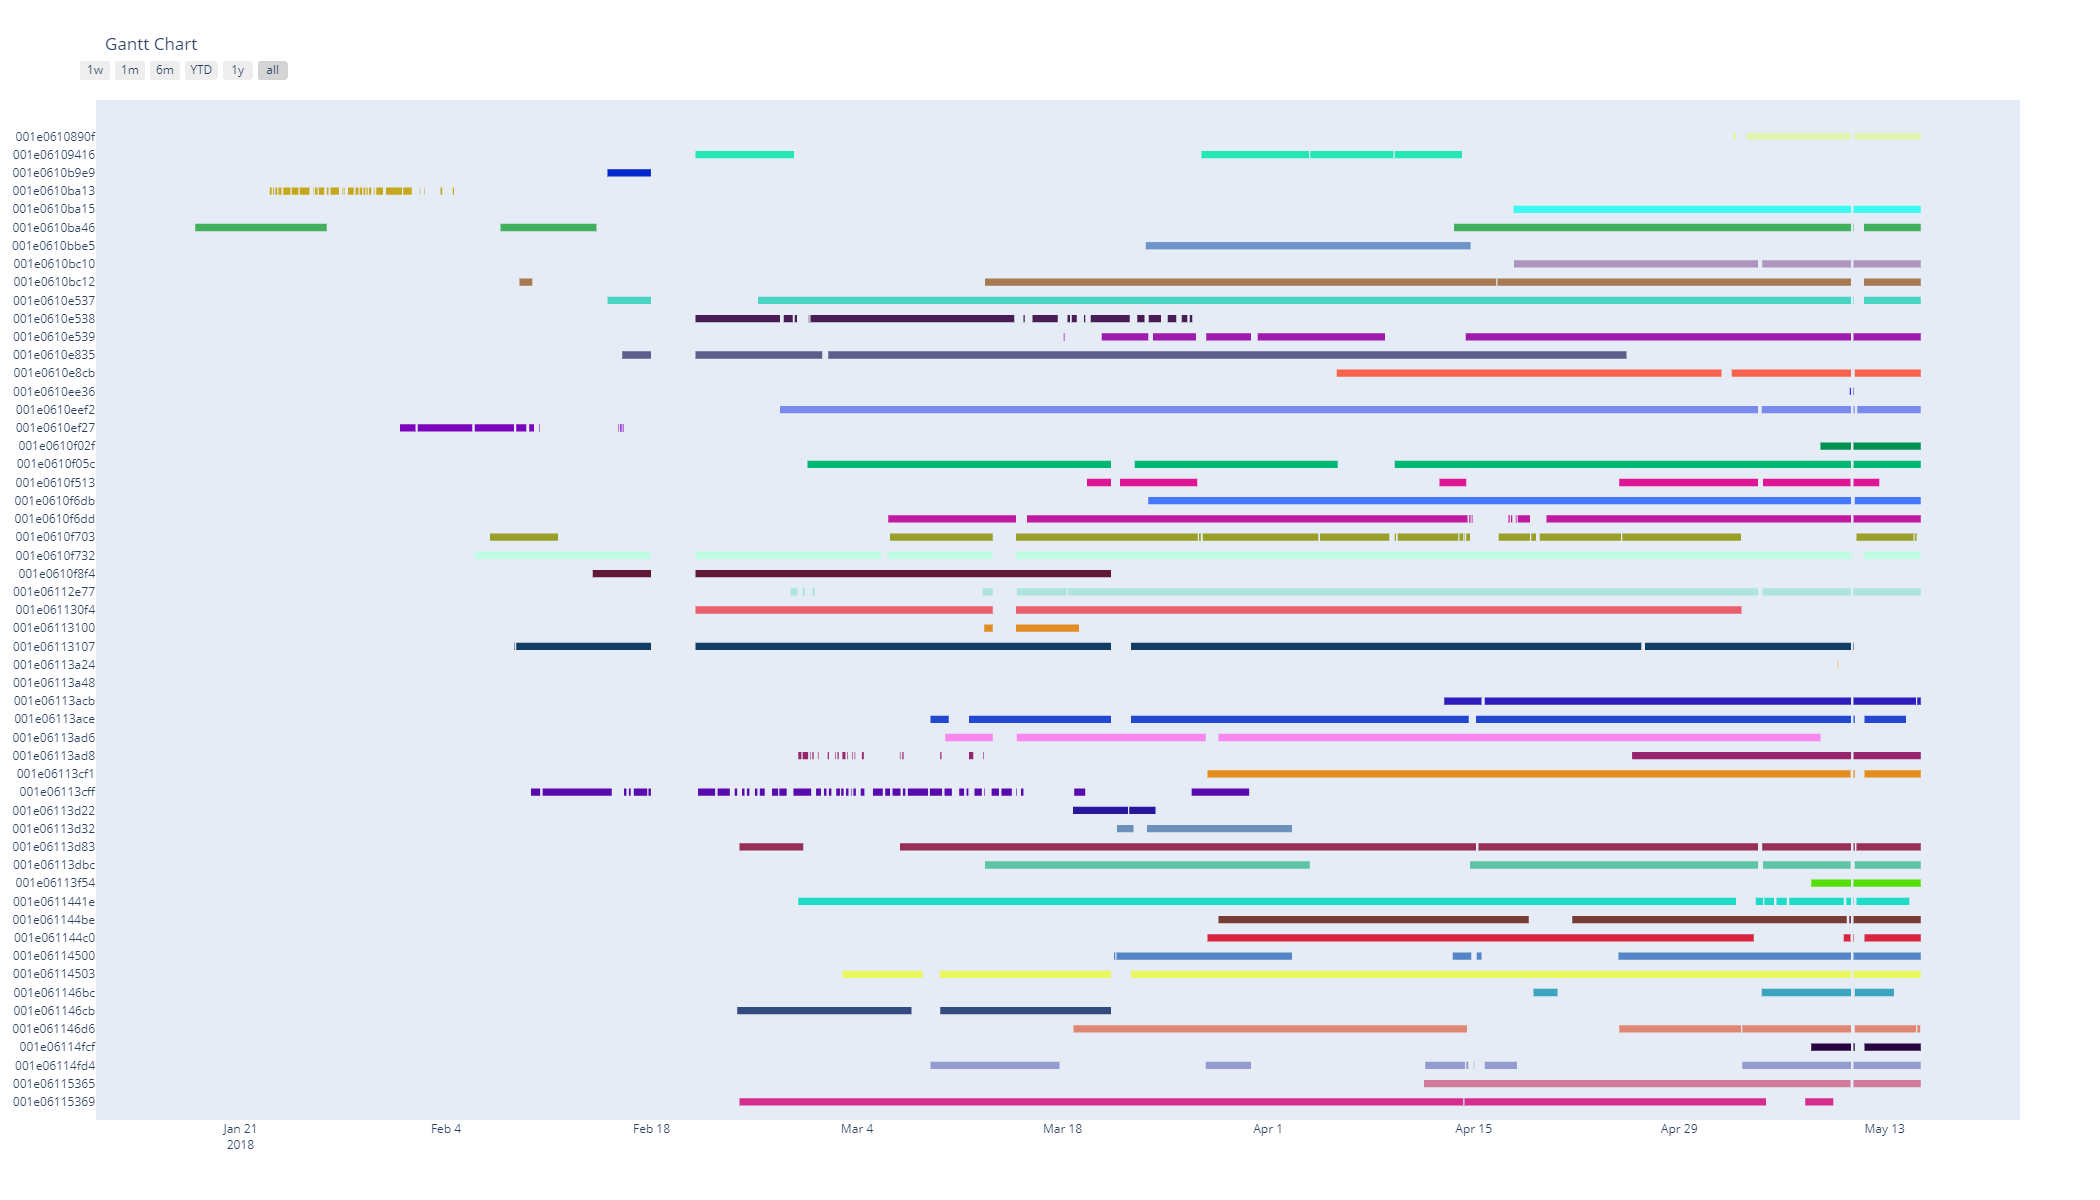 Gantt Chart
1w 1m 6m YTD 1y all
001e0610890f
001e06109416
001e0610b9e9
001e0610ba13
001e0610ba15
001e0610ba46
001e0610bbe5
001e0610bc10
001e0610bc12
001e0610e537
001e0610e538
001e0610e539
001e0610e835
001e0610e8cb
001e0610ee36
001e0610eef2
001e0610ef27
001e0610f02f
001e0610f05c
001e0610f513
001e0610f6db
001e0610f6dd
001e0610f703
001e0610f732
001e0610f8f4
001e06112e77
001e061130f4
001e06113100
001e06113107
001e06113a24
001e06113a48
001e06113acb
001e06113ace
001e06113ad6
001e06113ad8
001e06113cf1
001e06113cff
001e06113d22
001e06113d32
001e06113d83
001e06113dbc
001e06113f54
001e0611441e
001e061144be
001e061144c0
001e06114500
001e06114503
001e061146bc
001e061146cb
001e061146d6
001e06114fcf
001e06114fd4
001e06115365
001e06115369
Jan 21 Feb 4 Feb 18 Mar 4 Mar 18 Apr 1 Apr 15 Apr 29 May 13
2018